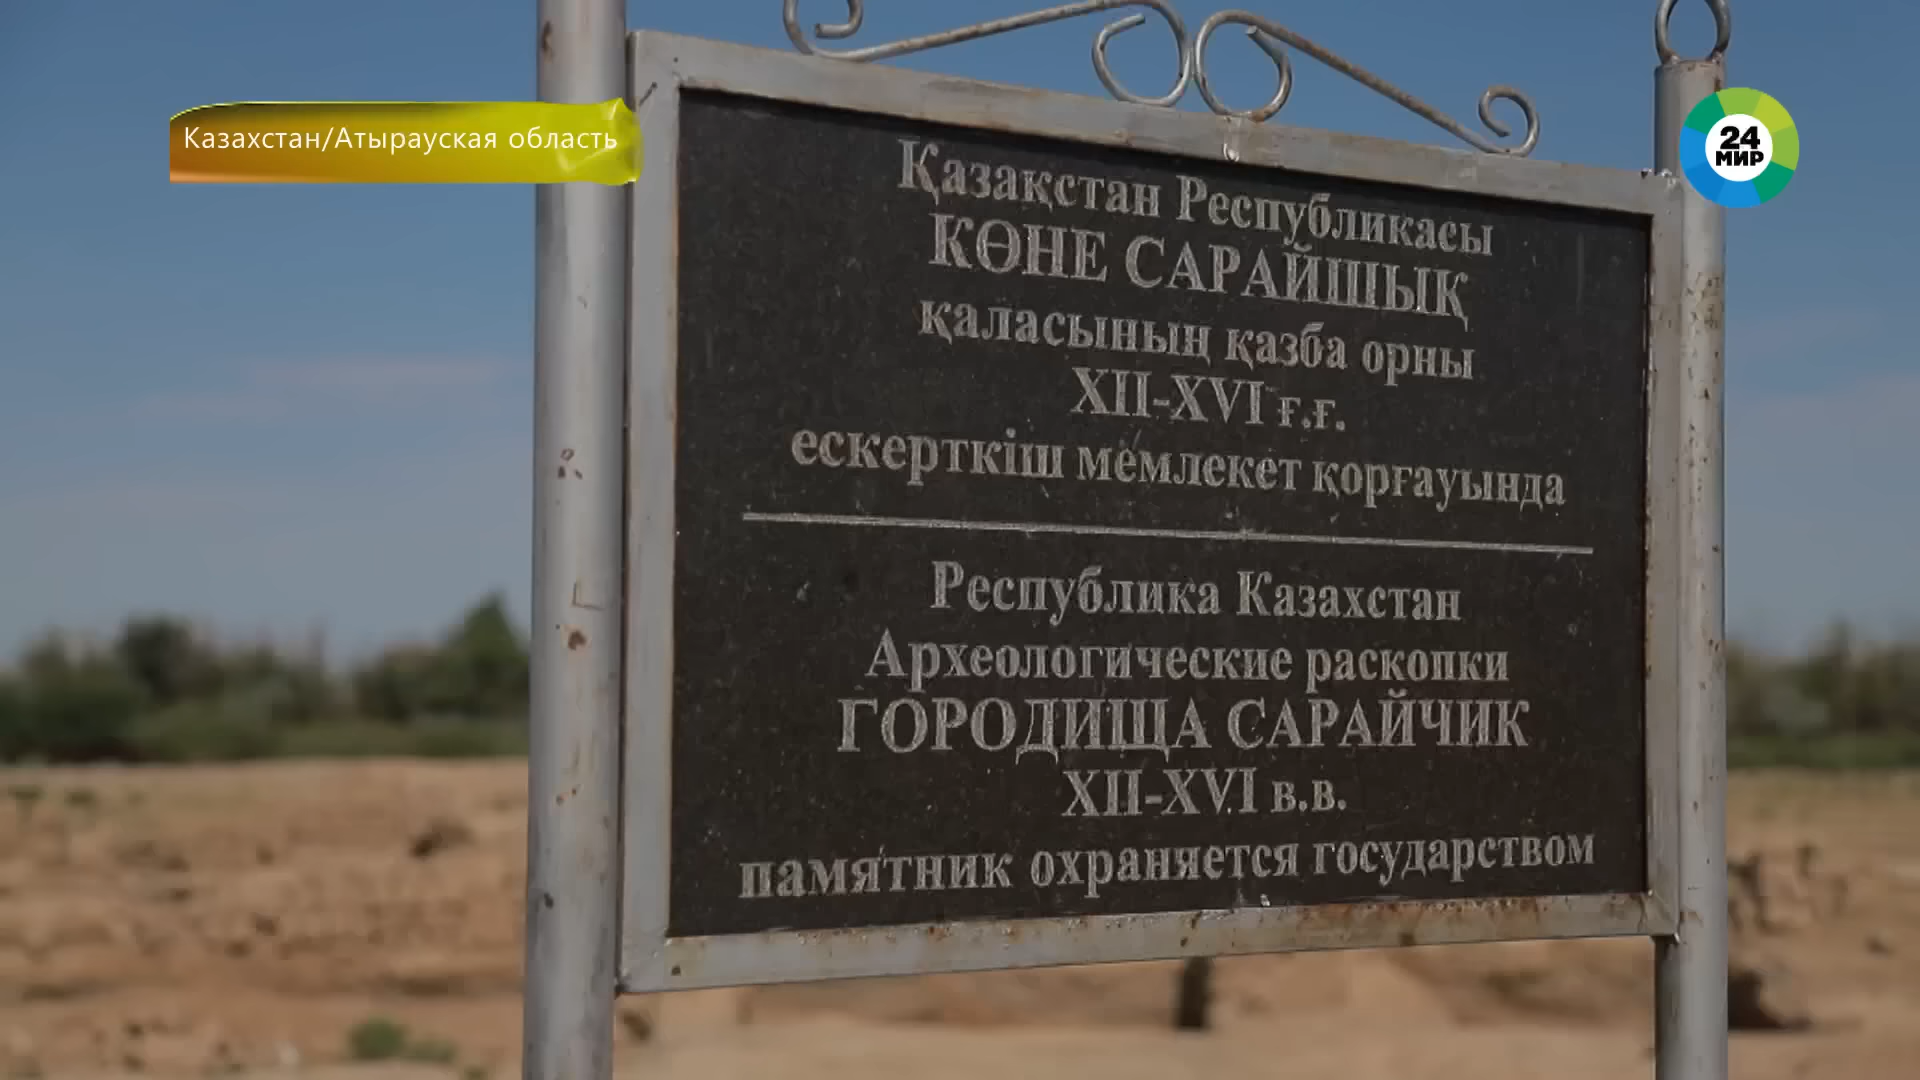 Казахстан/Атырауская область
24
МИР
Қазақстан Республикасы
КӨНЕ САРАЙШЫҚ
қаласының қазба орны
XII-XVI ғ.ғ.
ескерткіш мемлекет қорғауында
Республика Казахстан
Археологические раскопки
ГОРОДИЩА САРАЙЧИК
XII-XVI в.в.
памятник охраняется государством